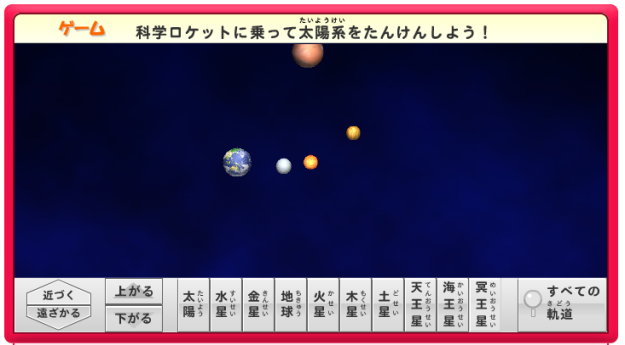 ゲーム
たいようけい
科学ロケットに乗って太陽系をたんけんしよう！
近づく
遠ざかる
上がる
下がる
太陽
たいよう
水星
すいせい
金星
きんせい
地球
ちきゅう
火星
かせい
木星
もくせい
土星
どせい
天王星
てんおうせい
海王星
かいおうせい
冥王星
めいおうせい
すべての
きどう
軌道